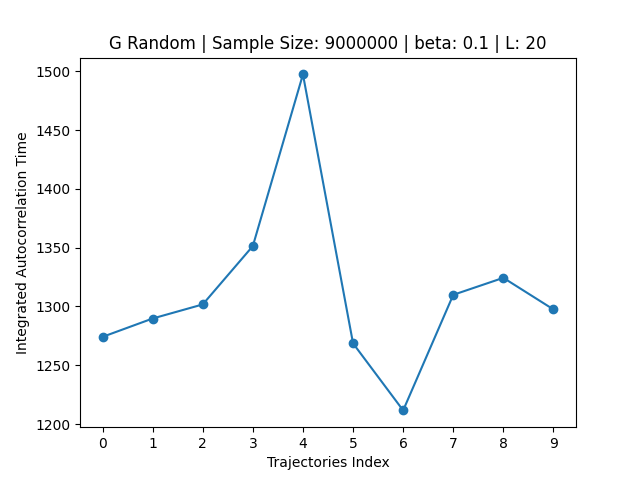 G Random | Sample Size: 9000000 | beta: 0.1 | L: 20
Integrated Autocorrelation Time
1500
1450
1400
1350
1300
1250
1200
0 1 2 3 4 5 6 7 8 9
Trajectories Index